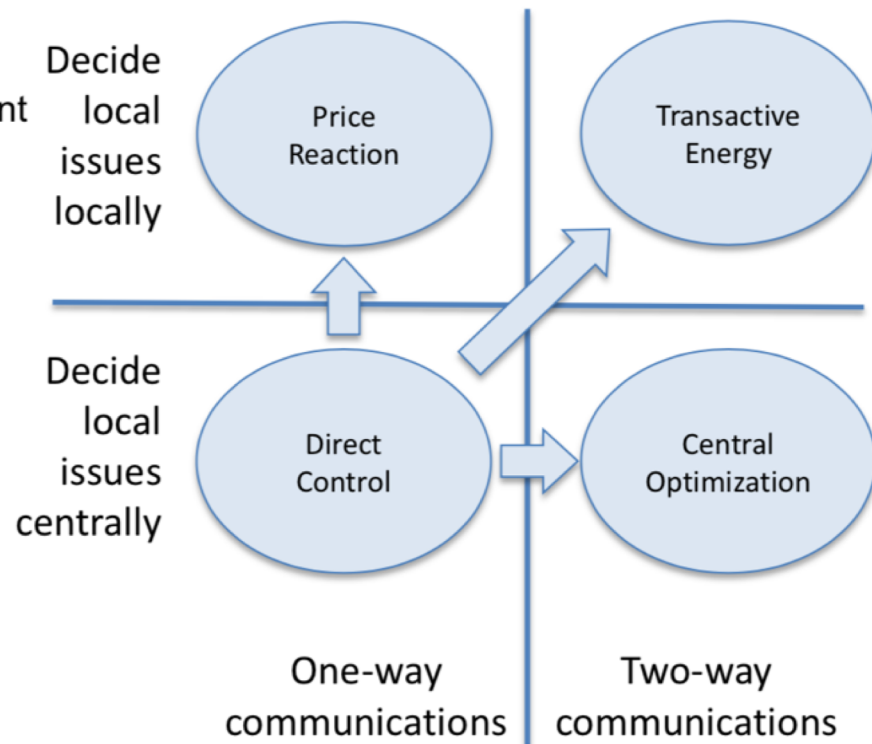 Decide
local
issues
locally
nt
Price
Reaction
Transactive
Energy
Decide
local
issues
centrally
Direct
Control
Central
Optimization
One-way
communications
Two-way
communications